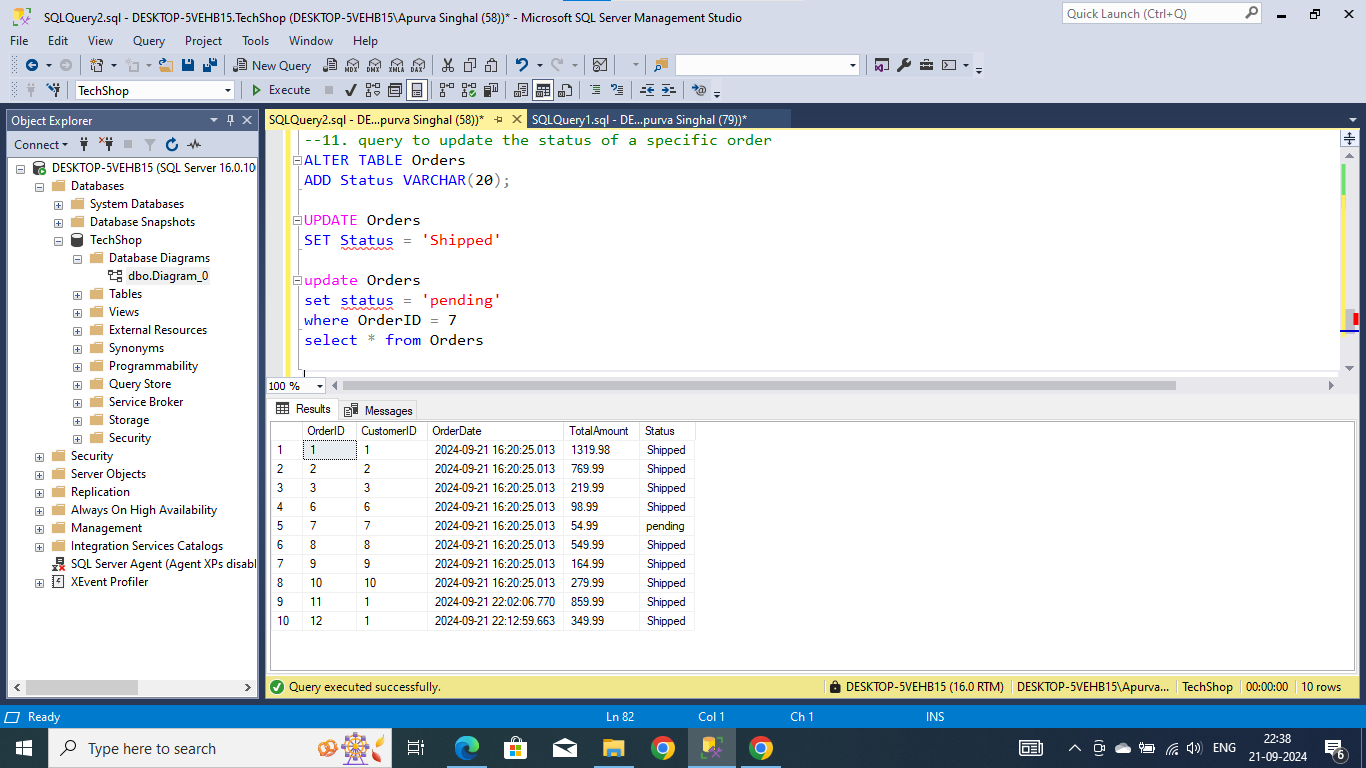 SQLQuery2.sql - DESKTOP-5VEHB15.TechShop (DESKTOP-5VEHB15\Apurva Singhal (58))* - Microsoft SQL Server Management Studio
Quick Launch (Ctrl+Q)
File Edit View Query Project Tools Window Help
New Query
MDX DMX XMLA DAX
TechShop
Execute
Object Explorer
SQLQuery2.sql - DE...purva Singhal (58))*
SQLQuery1.sql - DE...purva Singhal (79))*
Connect
DESKTOP-5VEHB15 (SQL Server 16.0.10
Databases
System Databases
Database Snapshots
TechShop
Database Diagrams
dbo.Diagram_0
Tables
Views
External Resources
Synonyms
Programmability
Query Store
Service Broker
Storage
Security
Security
Server Objects
Replication
Always On High Availability
Management
Integration Services Catalogs
SQL Server Agent (Agent XPs disabl
XEvent Profiler
--11. query to update the status of a specific order
ALTER TABLE Orders
ADD Status VARCHAR(20);
UPDATE Orders
SET Status = 'Shipped'
update Orders
set status = 'pending'
where OrderID = 7
select * from Orders
100 %
Results Messages
OrderID CustomerID OrderDate TotalAmount Status
1 1 1 2024-09-21 16:20:25.013 1319.98 Shipped
2 2 2 2024-09-21 16:20:25.013 769.99 Shipped
3 3 3 2024-09-21 16:20:25.013 219.99 Shipped
4 6 6 2024-09-21 16:20:25.013 98.99 Shipped
5 7 7 2024-09-21 16:20:25.013 54.99 pending
6 8 8 2024-09-21 16:20:25.013 549.99 Shipped
7 9 9 2024-09-21 16:20:25.013 164.99 Shipped
8 10 10 2024-09-21 16:20:25.013 279.99 Shipped
9 11 1 2024-09-21 22:02:06.770 859.99 Shipped
10 12 1 2024-09-21 22:12:59.663 349.99 Shipped
Query executed successfully.
DESKTOP-5VEHB15 (16.0 RTM) DESKTOP-5VEHB15\Apurva... TechShop 00:00:00 10 rows
Ready Ln 82 Col 1 Ch 1 INS
Type here to search
ENG
22:38
21-09-2024
6